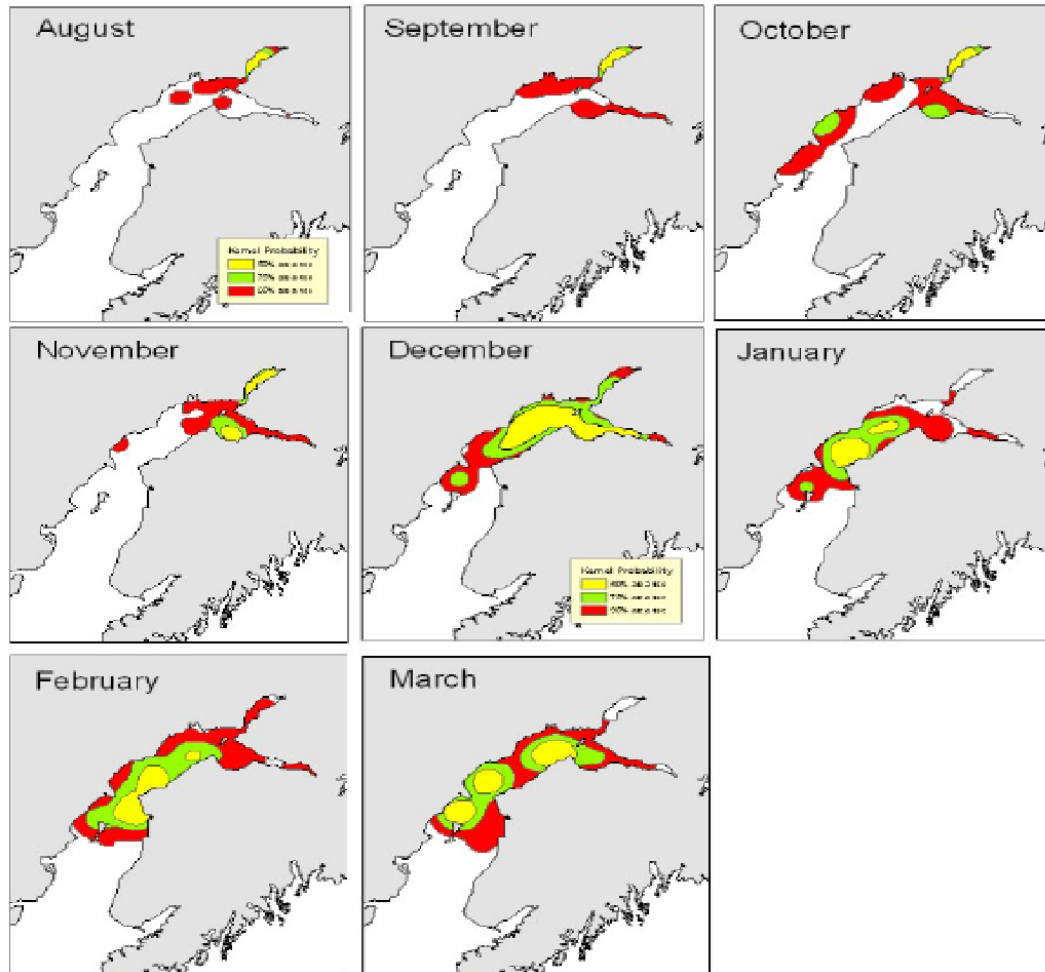 August
September
October
Kernel Probability
November
December
January
Kernel Probability
February
March